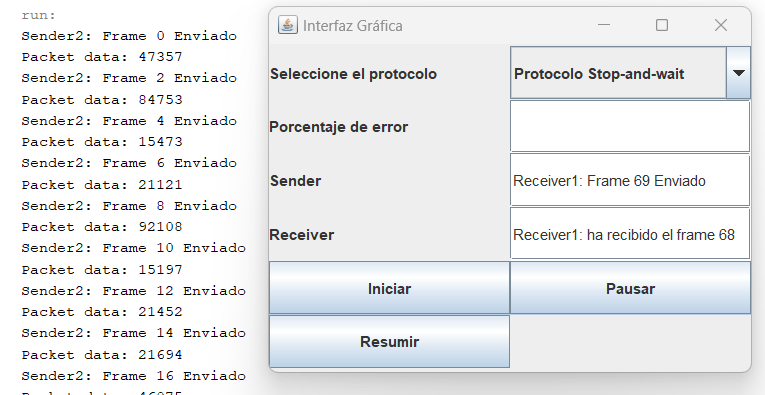 run:
Sender2: Frame 0 Enviado
Packet data: 47357
Sender2: Frame 2 Enviado
Packet data: 84753
Sender2: Frame 4 Enviado
Packet data: 15473
Sender2: Frame 6 Enviado
Packet data: 21121
Sender2: Frame 8 Enviado
Packet data: 92108
Sender2: Frame 10 Enviado
Packet data: 15197
Sender2: Frame 12 Enviado
Packet data: 21452
Sender2: Frame 14 Enviado
Packet data: 21694
Sender2: Frame 16 Enviado
Packet data:
Interfaz Gráfica
Seleccione el protocolo
Protocolo Stop-and-wait
Porcentaje de error
Sender
Receiver1: Frame 69 Enviado
Receiver
Receiver1: ha recibido el frame 68
Iniciar
Pausar
Resumir